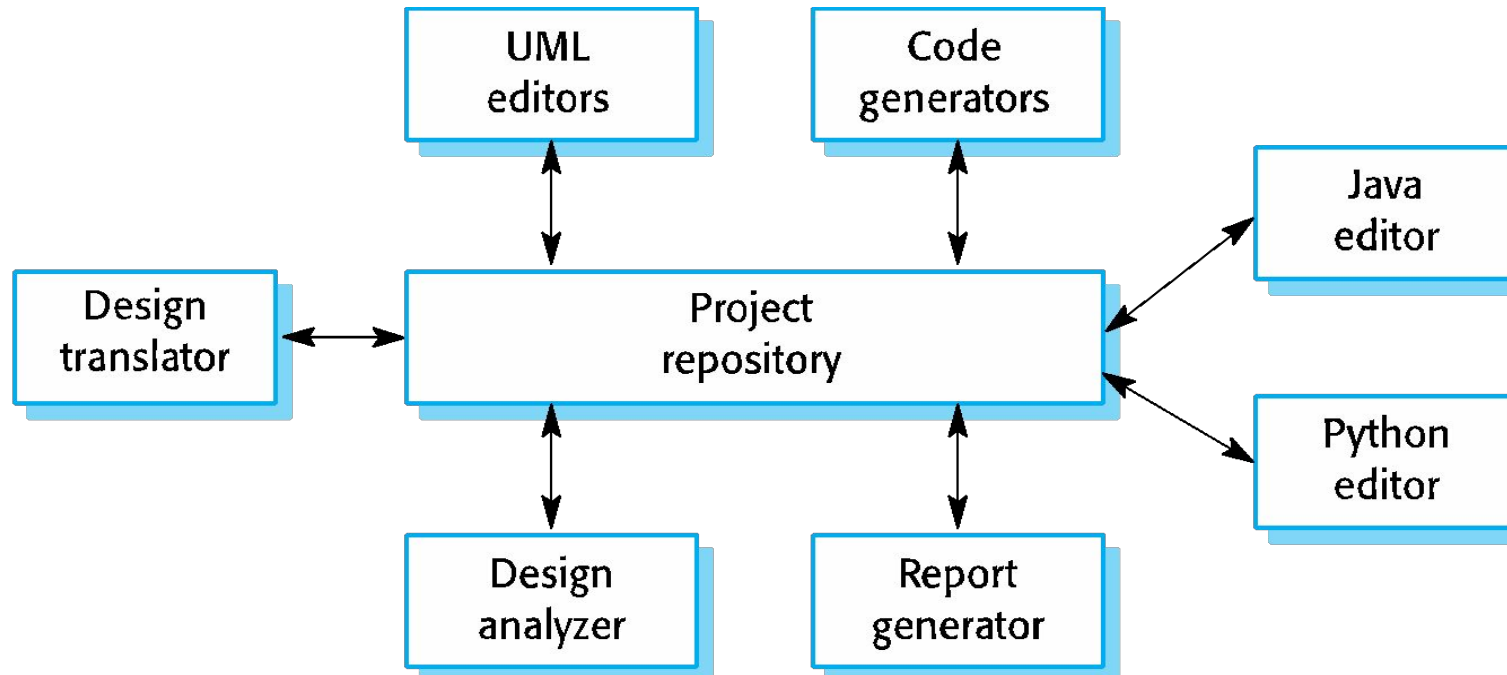 UML
editors
Code
generators
Java
editor
Design
translator
Project
repository
Python
editor
Design
analyzer
Report
generator